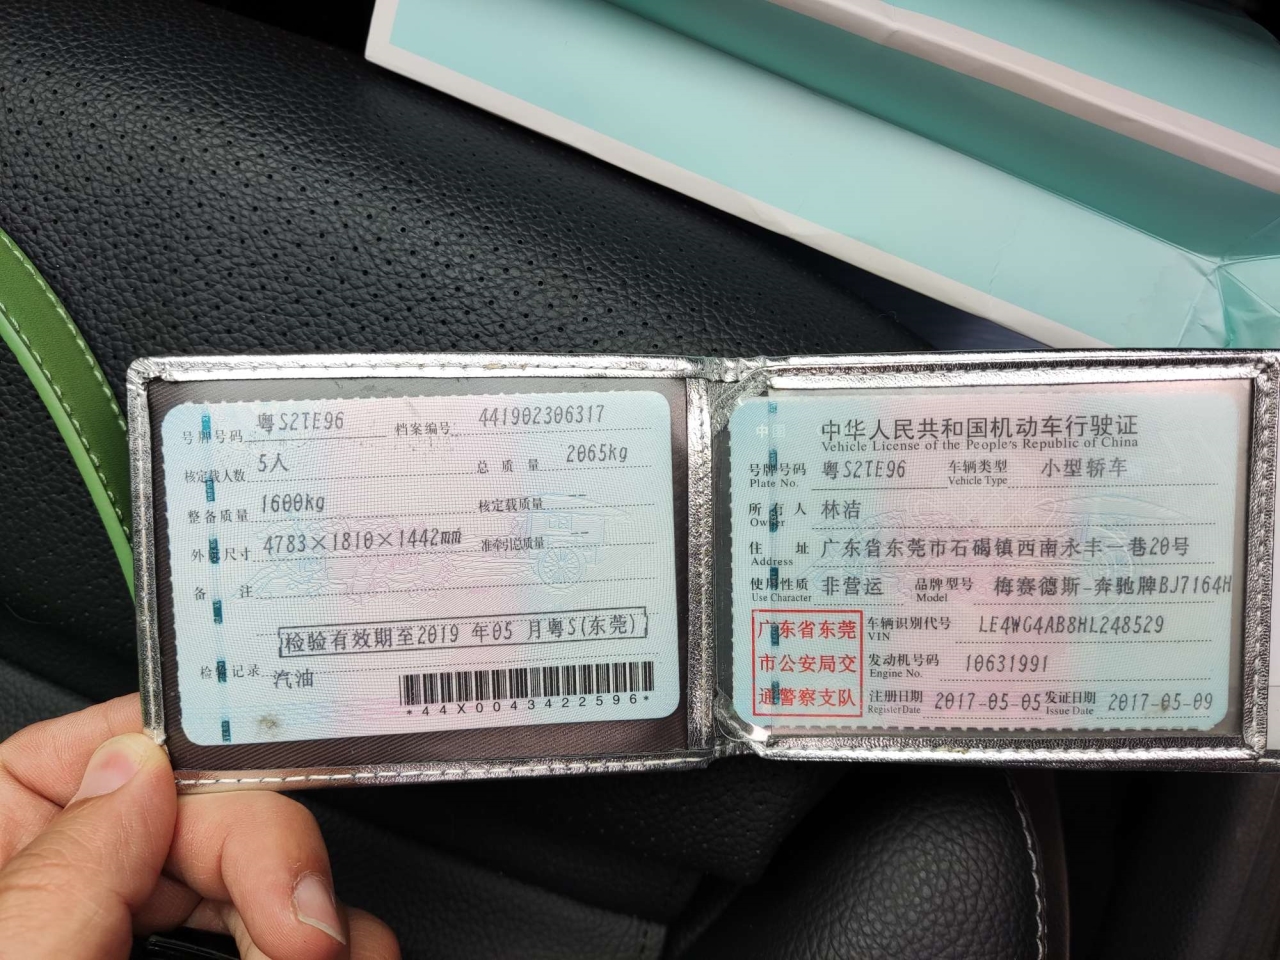 号牌号码 粤S2TE96 档案编号 441902306317
核定载人数 5人 总质量 2065kg
整备质量 1600kg 核定载质量 --
外廓尺寸 4783×1810×1442mm 准牵引总质量 --
备注
检验有效期至2019 年05 月粤S(东莞)
检验记录
汽油
*44X0043422596*
中国
中华人民共和国机动车行驶证
Vehicle License of the People's Republic of China
号牌号码 粤S2TE96 车辆类型 小型轿车
Plate No. Vehicle Type
所有人 林浩
Owner
住址 广东省东莞市石碣镇西南永丰一巷20号
Address
使用性质 非营运 品牌型号 梅赛德斯-奔驰牌BJ7164H
Use Character Model
广东省东莞
市公安局交
通警察支队
车辆识别代号 LE4WG4AB8HL248529
VIN
发动机号码 10631991
Engine No.
注册日期 2017-05-05 发证日期 2017-05-09
Register Date Issue Date